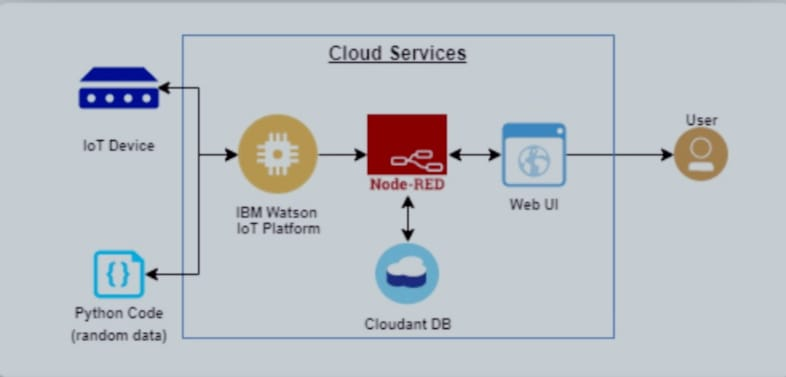 Cloud Services
IoT Device
User
Node-RED
IBM Watson
IoT Platform
Web UI
Python Code
(random data)
Cloudant DB